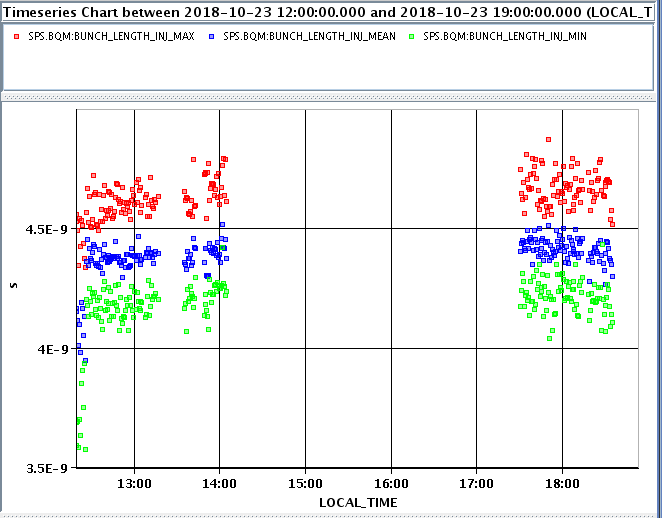 Timeseries Chart between 2018-10-23 12:00:00.000 and 2018-10-23 19:00:00.000 (LOCAL_T
SPS.BQM:BUNCH_LENGTH_INJ_MAX SPS.BQM:BUNCH_LENGTH_INJ_MEAN SPS.BQM:BUNCH_LENGTH_INJ_MIN
4.5E-9
s
4E-9
3.5E-9
13:00 14:00 15:00 16:00 17:00 18:00
LOCAL_TIME